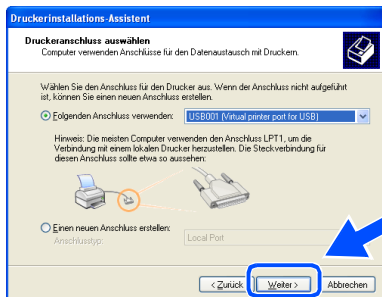 Druckerinstallations-Assistent
Druckeranschluss auswählen
Computer verwenden Anschlüsse für den Datenaustausch mit Druckern.
Wählen Sie den Anschluss für den Drucker aus. Wenn der Anschluss nicht aufgeführt
ist, können Sie einen neuen Anschluss erstellen.
Folgenden Anschluss verwenden: USB001 (Virtual printer port for USB)
Hinweis: Die meisten Computer verwenden den Anschluss LPT1, um die
Verbindung mit einem lokalen Drucker herzustellen. Die Steckverbindung für
diesen Anschluss sollte etwa so aussehen:
Einen neuen Anschluss erstellen:
Anschlusstyp: Local Port
< Zurück Weiter > Abbrechen